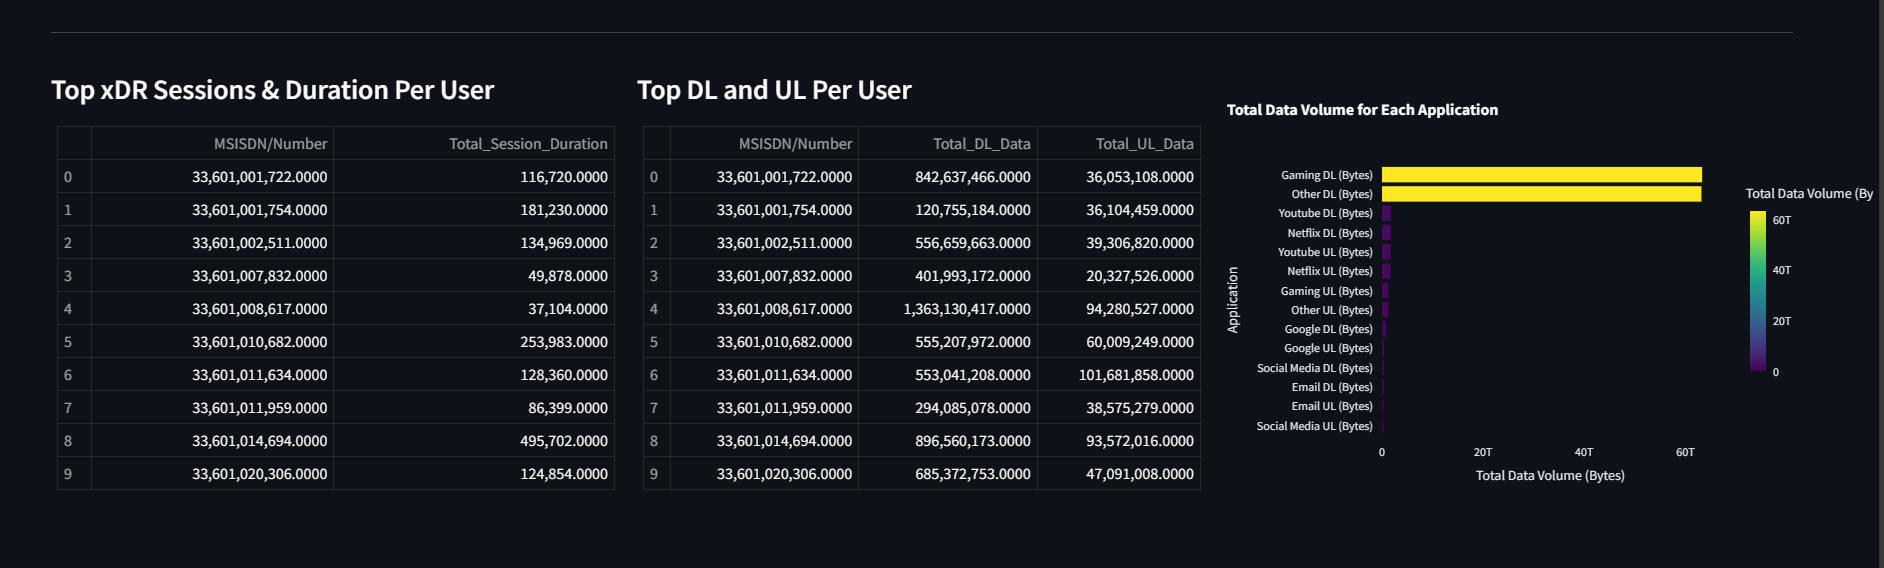 Top xDR Sessions & Duration Per User
MSISDN/Number Total_Session_Duration
0 33,601,001,722.0000 116,720.0000
1 33,601,001,754.0000 181,230.0000
2 33,601,002,511.0000 134,969.0000
3 33,601,007,832.0000 49,878.0000
4 33,601,008,617.0000 37,104.0000
5 33,601,010,682.0000 253,983.0000
6 33,601,011,634.0000 128,360.0000
7 33,601,011,959.0000 86,399.0000
8 33,601,014,694.0000 495,702.0000
9 33,601,020,306.0000 124,854.0000
Top DL and UL Per User
MSISDN/Number Total_DL_Data Total_UL_Data
0 33,601,001,722.0000 842,637,466.0000 36,053,108.0000
1 33,601,001,754.0000 120,755,184.0000 36,104,459.0000
2 33,601,002,511.0000 556,659,663.0000 39,306,820.0000
3 33,601,007,832.0000 401,993,172.0000 20,327,526.0000
4 33,601,008,617.0000 1,363,130,417.0000 94,280,527.0000
5 33,601,010,682.0000 555,207,972.0000 60,009,249.0000
6 33,601,011,634.0000 553,041,208.0000 101,681,858.0000
7 33,601,011,959.0000 294,085,078.0000 38,575,279.0000
8 33,601,014,694.0000 896,560,173.0000 93,572,016.0000
9 33,601,020,306.0000 685,372,753.0000 47,091,008.0000
Total Data Volume for Each Application
Application
Gaming DL (Bytes)
Other DL (Bytes)
Youtube DL (Bytes)
Netflix DL (Bytes)
Youtube UL (Bytes)
Netflix UL (Bytes)
Gaming UL (Bytes)
Other UL (Bytes)
Google DL (Bytes)
Google UL (Bytes)
Social Media DL (Bytes)
Email DL (Bytes)
Email UL (Bytes)
Social Media UL (Bytes)
0 20T 40T 60T
Total Data Volume (Bytes)
Total Data Volume (By
60T
40T
20T
0